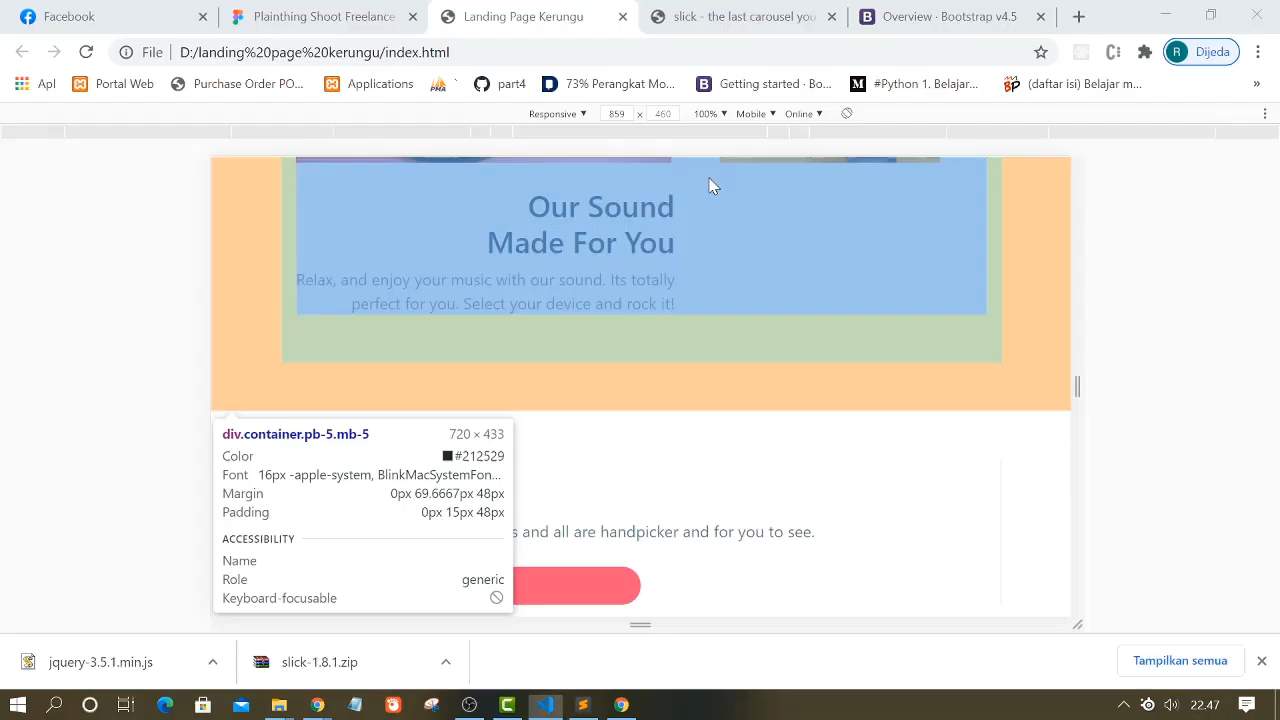 Facebook
Plainthing Shoot Freelance
Landing Page Kerungu
slick - the last carousel you
Overview · Bootstrap v4.5
File
D:/landing%20page%20kerungu/index.html
R
Dijeda
Apl
Portal Web
Purchase Order PO...
Applications
PMA
part4
73% Perangkat Mo...
Getting started · Bo...
#Python 1. Belajar...
(daftar isi) Belajar m...
»
Responsive
859
x
460
100%
Mobile
Online
Our Sound
Made For You
Relax, and enjoy your music with our sound. Its totally
perfect for you. Select your device and rock it!
div.container.pb-5.mb-5
720 × 433
Color
#212529
Font
16px -apple-system, BlinkMacSystemFon...
Margin
0px 69.6667px 48px
Padding
0px 15px 48px
ACCESSIBILITY
Name
Role
generic
Keyboard-focusable
s and all are handpicker and for you to see.
jquery-3.5.1.min.js
slick-1.8.1.zip
Tampilkan semua
22.47